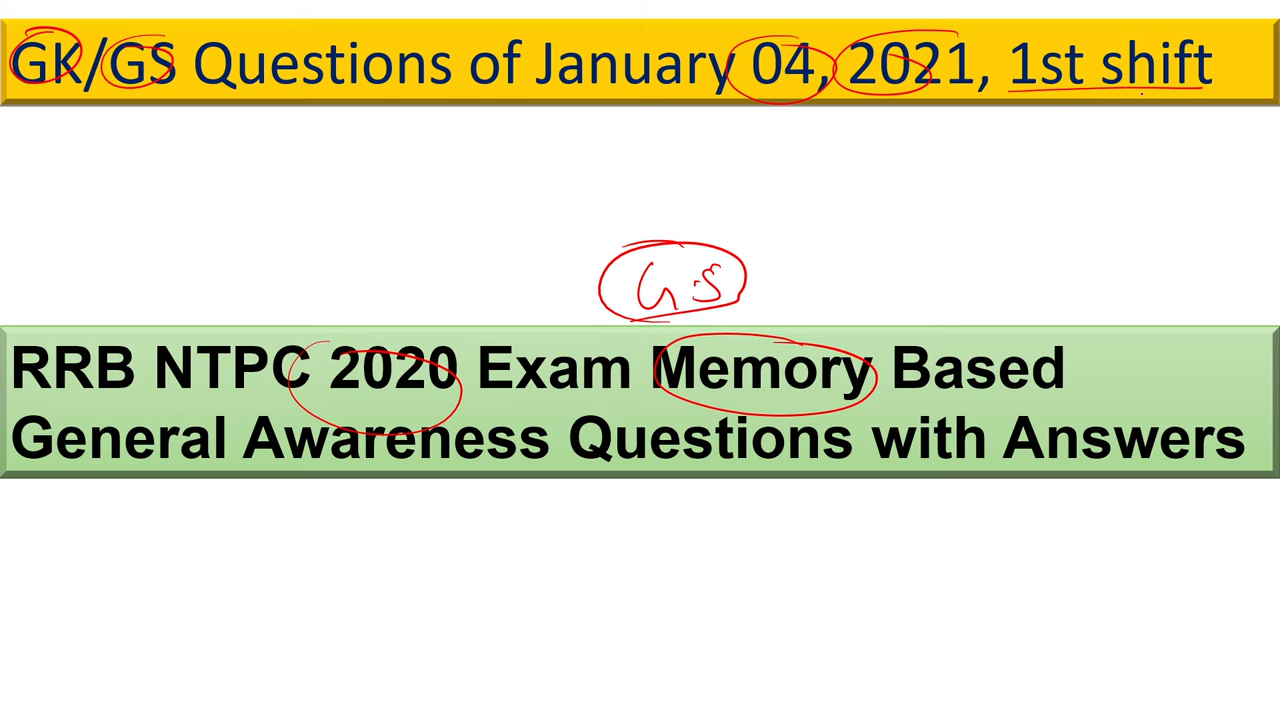 GK/GS Questions of January 04, 2021, 1st shift
GS
RRB NTPC 2020 Exam Memory Based
General Awareness Questions with Answers